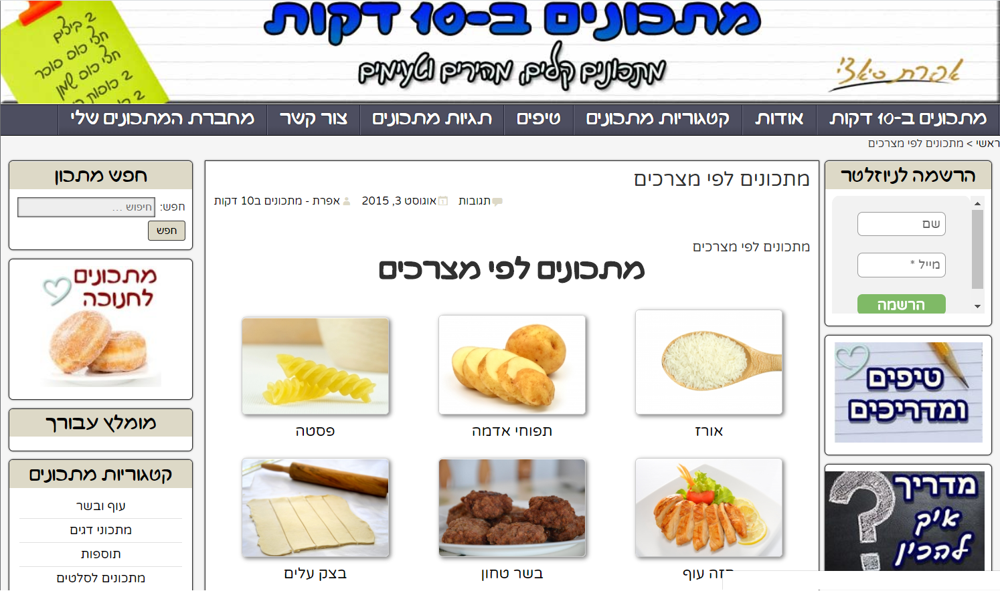 מתכונים ב-10 דקות
מתכונים קלים, מהירים וטעימים
אפרת סיאצ'י
2 ביצים
חצי כוס סוכר
חצי כוס שמן
2 כוסות
מתכונים ב-10 דקות
אודות
קטגוריות מתכונים
טיפים
תגיות מתכונים
צור קשר
מחברת המתכונים שלי
ראשי > מתכונים לפי מצרכים
הרשמה לניוזלטר
שם
מייל *
הרשמה
טיפים
ומדריכים
מדריך
איך
להכין
מתכונים לפי מצרכים
תגובות אוגוסט 3, 2015 אפרת - מתכונים ב10 דקות
מתכונים לפי מצרכים
מתכונים לפי מצרכים
אורז
תפוחי אדמה
פסטה
חזה עוף
בשר טחון
בצק עלים
חפש מתכון
חפש: חיפוש ...
חפש
מתכונים
לחנוכה
מומלץ עבורך
קטגוריות מתכונים
עוף ובשר
מתכוני דגים
תוספות
מתכונים לסלטים